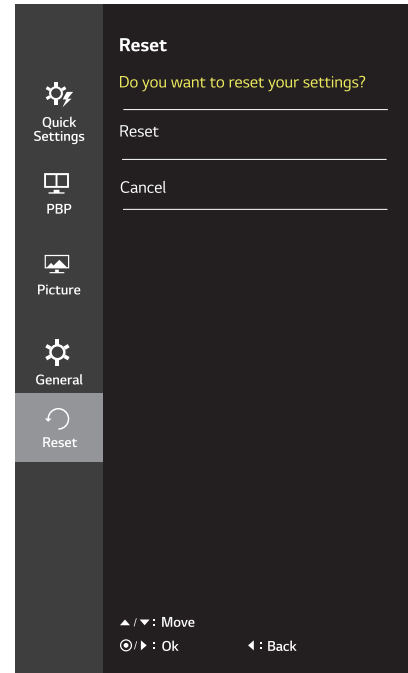 Reset
Do you want to reset your settings?
Reset
Cancel
Quick
Settings
PBP
Picture
General
Reset
▲/▼: Move
⦿/▶ : Ok
◀ : Back